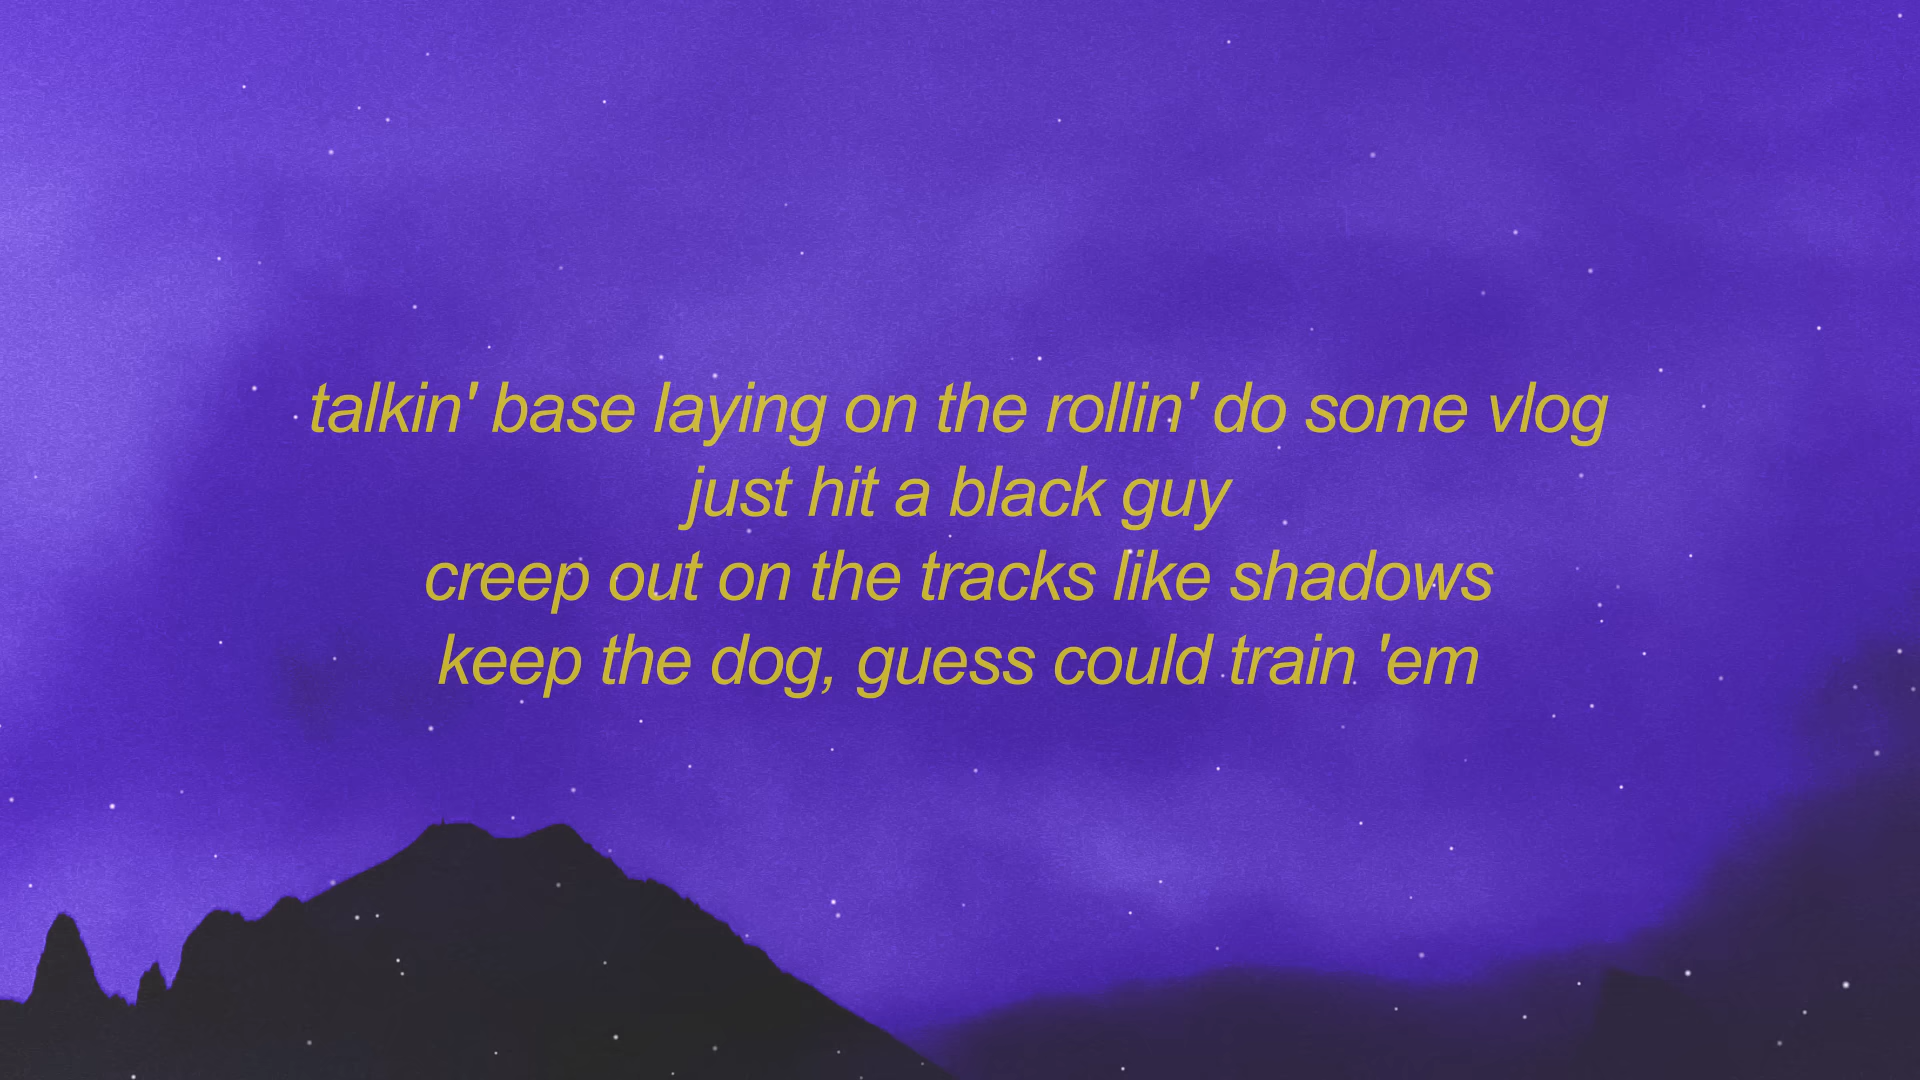 talkin' base laying on the rollin' do some vlog
just hit a black guy
creep out on the tracks like shadows
keep the dog, guess could train 'em